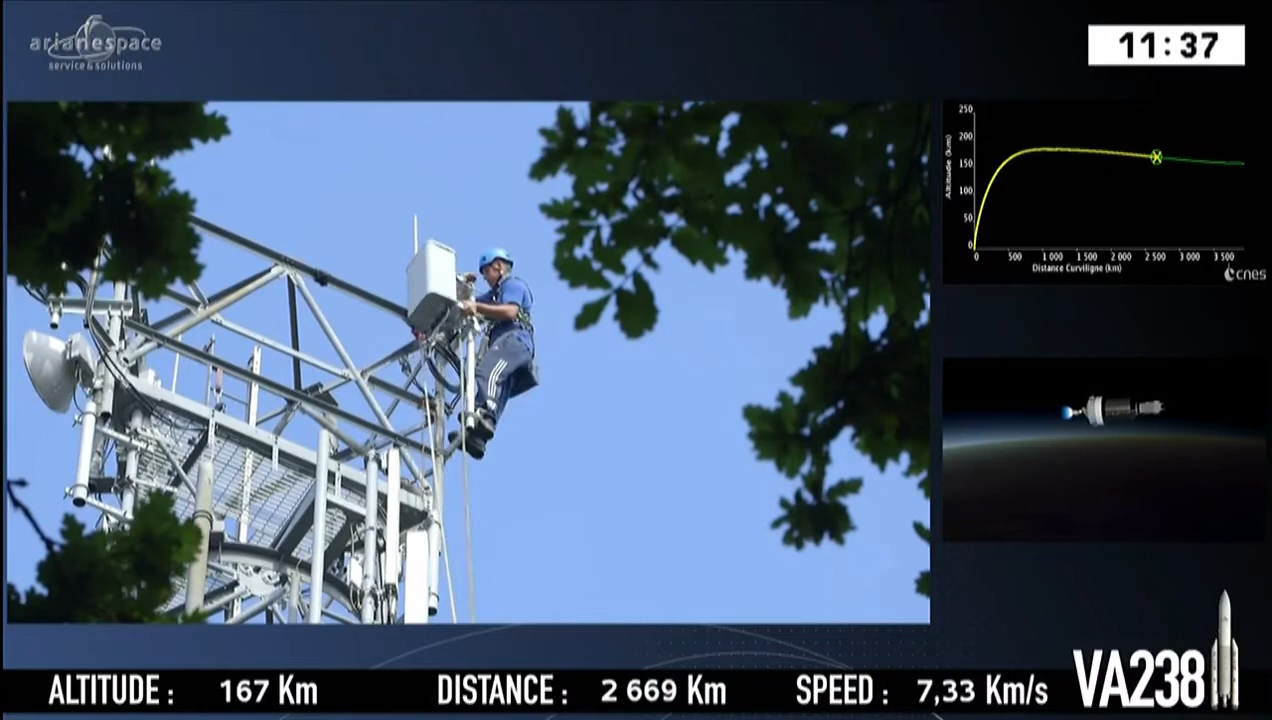 arianespace
service & solutions
11:37
250
200
150
100
50
0
Altitude (km)
0 500 1 000 1 500 2 000 2 500 3 000 3 500
Distance Curviligne (km)
cnes
ALTITUDE : 167 Km DISTANCE : 2 669 Km SPEED : 7,33 Km/s VA238